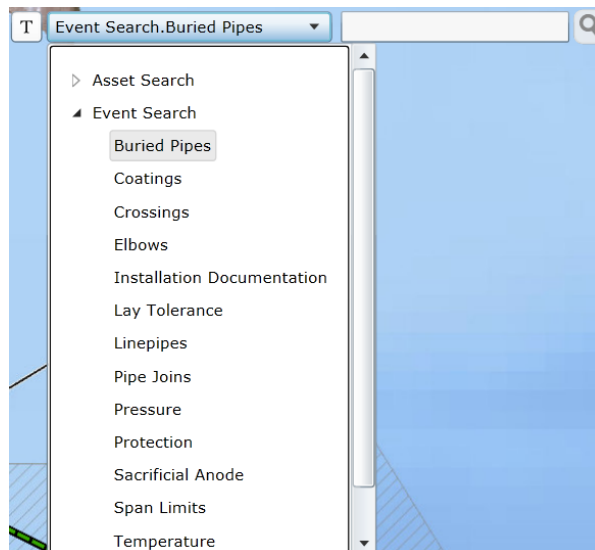 T
Event Search.Buried Pipes
Asset Search
Event Search
Buried Pipes
Coatings
Crossings
Elbows
Installation Documentation
Lay Tolerance
Linepipes
Pipe Joins
Pressure
Protection
Sacrificial Anode
Span Limits
Temperature